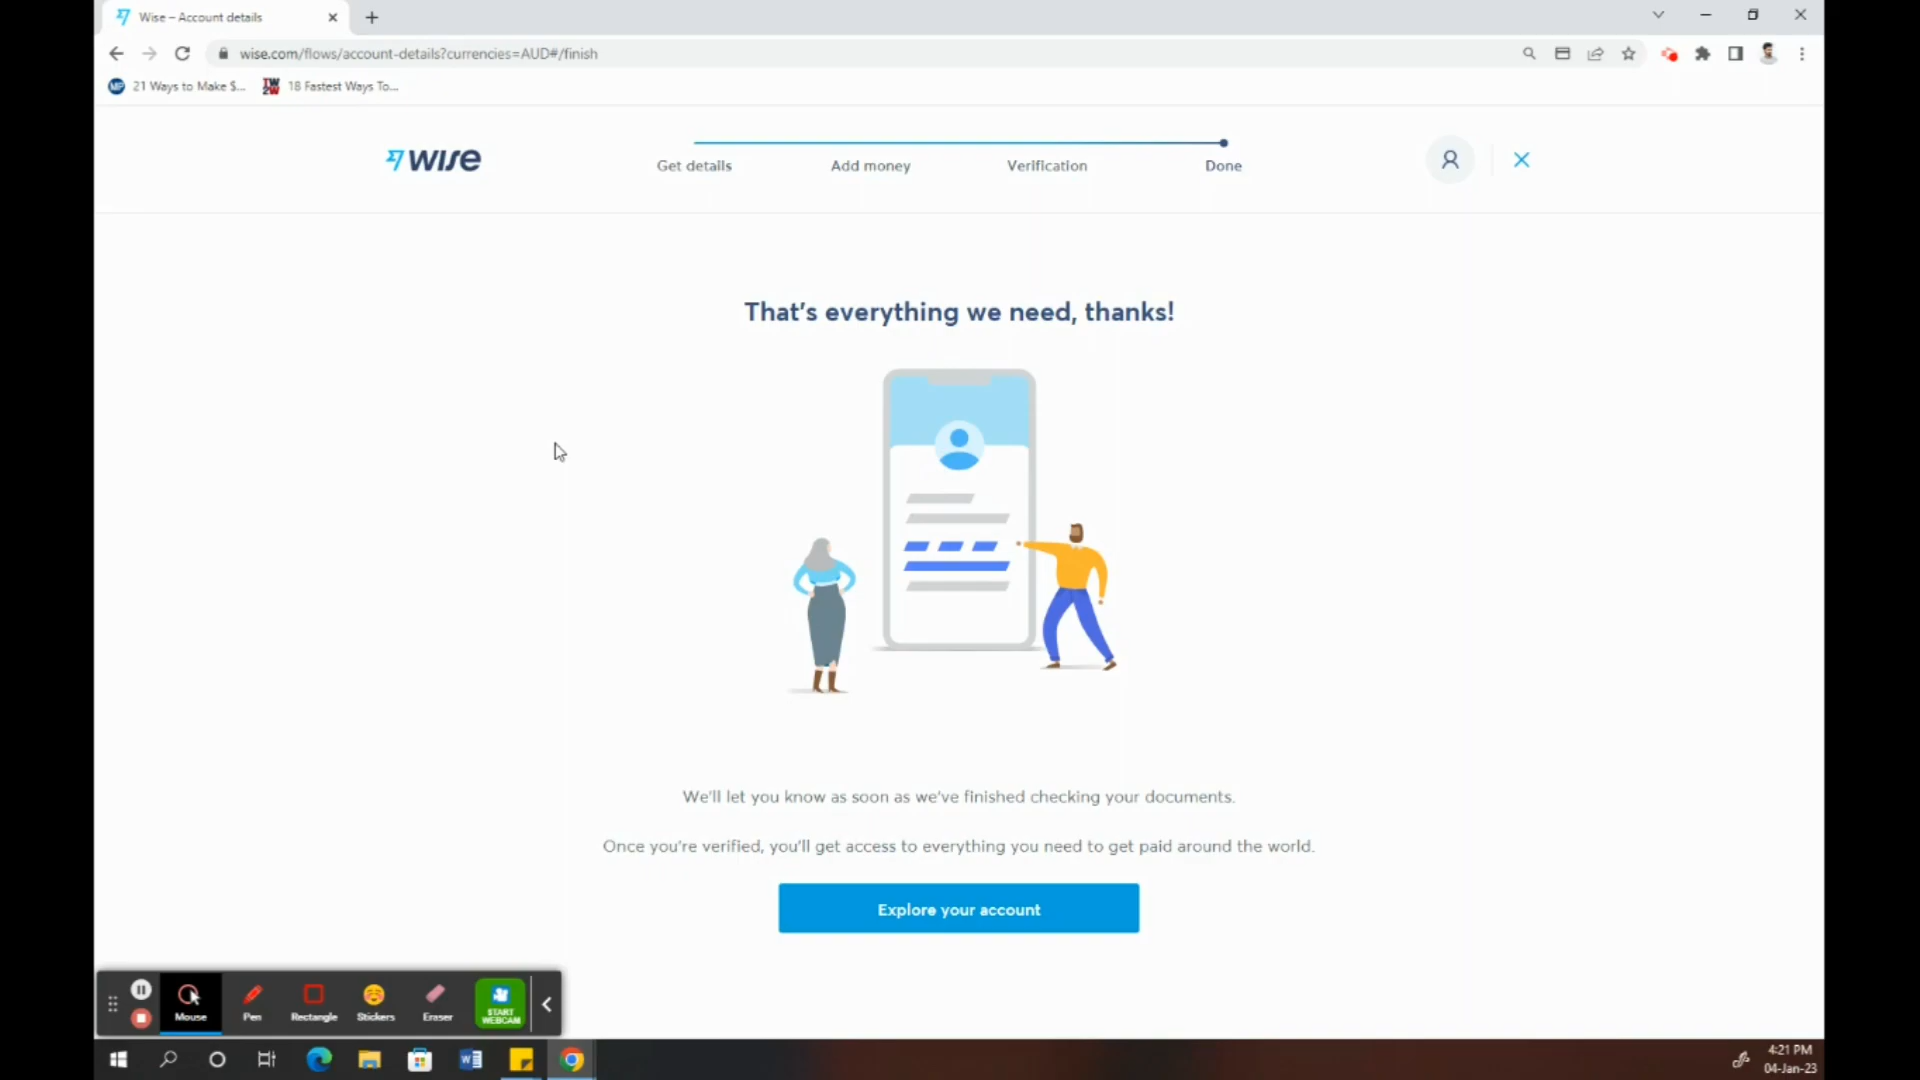 Wise – Account details
wise.com/flows/account-details?currencies=AUD#/finish
MP 21 Ways to Make $...
18 Fastest Ways To...
WISE
Get details
Add money
Verification
Done
That's everything we need, thanks!
We'll let you know as soon as we've finished checking your documents.
Once you're verified, you'll get access to everything you need to get paid around the world.
Explore your account
Mouse
Pen
Rectangle
Stickers
Eraser
START
WEBCAM
4:21 PM
04-Jan-23